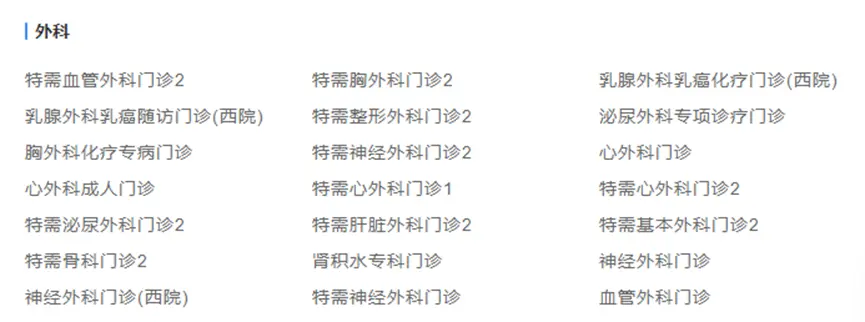 外科
特需血管外科门诊2 特需胸外科门诊2 乳腺外科乳癌化疗门诊(西院)
乳腺外科乳癌随访门诊(西院) 特需整形外科门诊2 泌尿外科专项诊疗门诊
胸外科化疗专病门诊 特需神经外科门诊2 心外科门诊
心外科成人门诊 特需心外科门诊1 特需心外科门诊2
特需泌尿外科门诊2 特需肝脏外科门诊2 特需基本外科门诊2
特需骨科门诊2 肾积水专科门诊 神经外科门诊
神经外科门诊(西院) 特需神经外科门诊 血管外科门诊